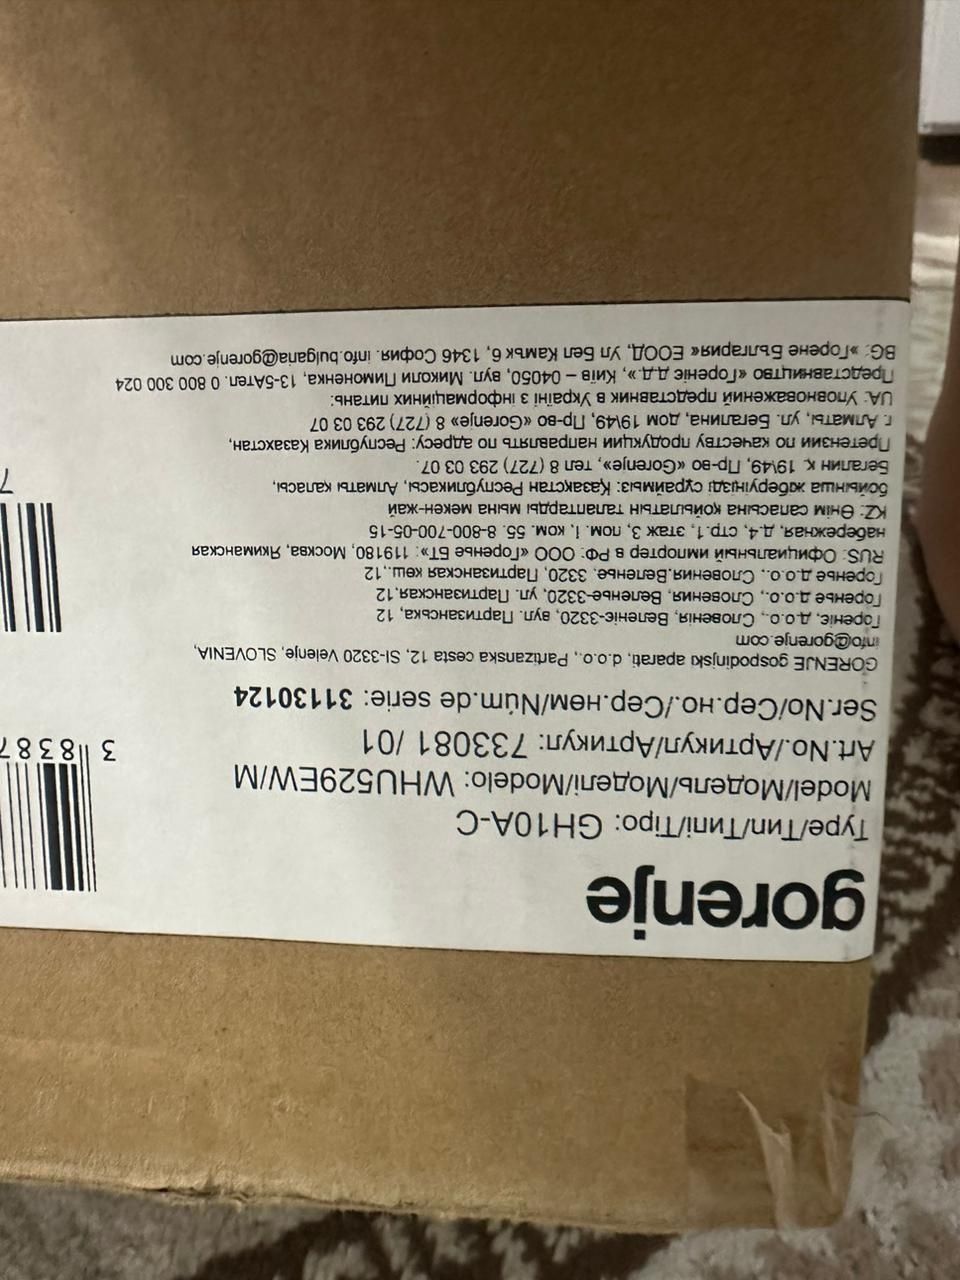 gorenje
Type/Тип/Типі/Tipo: GH10A-C
Model/Модель/Моделі/Modelo: WHU529EW/M
Art.No./Артикул/Артикул: 733081 /01
Ser.No/Сер.но./Сер.нем/Núm.de serie: 31130124
3 838 7
GORENJE gospodinjski aparati, d.o.o., Partizanska cesta 12, SI-3320 Velenje, SLOVENIA,
info@gorenje.com
Горенiє, д.о.о., Словенія, Веленіє-3320, вул. Партизанська, 12
Горенье д.о.о., Словения, Веленье-3320, ул. Партизанская,12
Горенье д.о.о., Словения.Веленье, 3320, Партизанская көш.,12
RUS: Официальный импортер в РФ: ООО «Горенье БТ»: 119180, Москва, Якиманская
набережная, д.4, стр.1, этаж 3, пом. I, ком. 55. 8-800-700-05-15
KZ: Өнім сапасына қойылатын талаптарды мына мекен-жай
бойынша жіберуіңізді сұраймыз: Қазақстан Республикасы, Алматы қаласы,
Бегалин к. 19\49, Пр-во «Gorenje», тел 8 (727) 293 03 07.
Претензии по качеству продукции направлять по адресу: Республика Казахстан,
г. Алматы, ул. Бегалина, дом 19\49, Пр-во «Gorenje» 8 (727) 293 03 07
UA: Уповноважений представник в Україні з інформаційних питань:
Представництво «Горенiє д.д.», Київ – 04050, вул. Миколи Пимоненка, 13-5Ател. 0 800 300 024
BG: »Горене България« ЕООД, Ул Бел Камък 6, 1346 София. info.bulgaria@gorenje.com
7